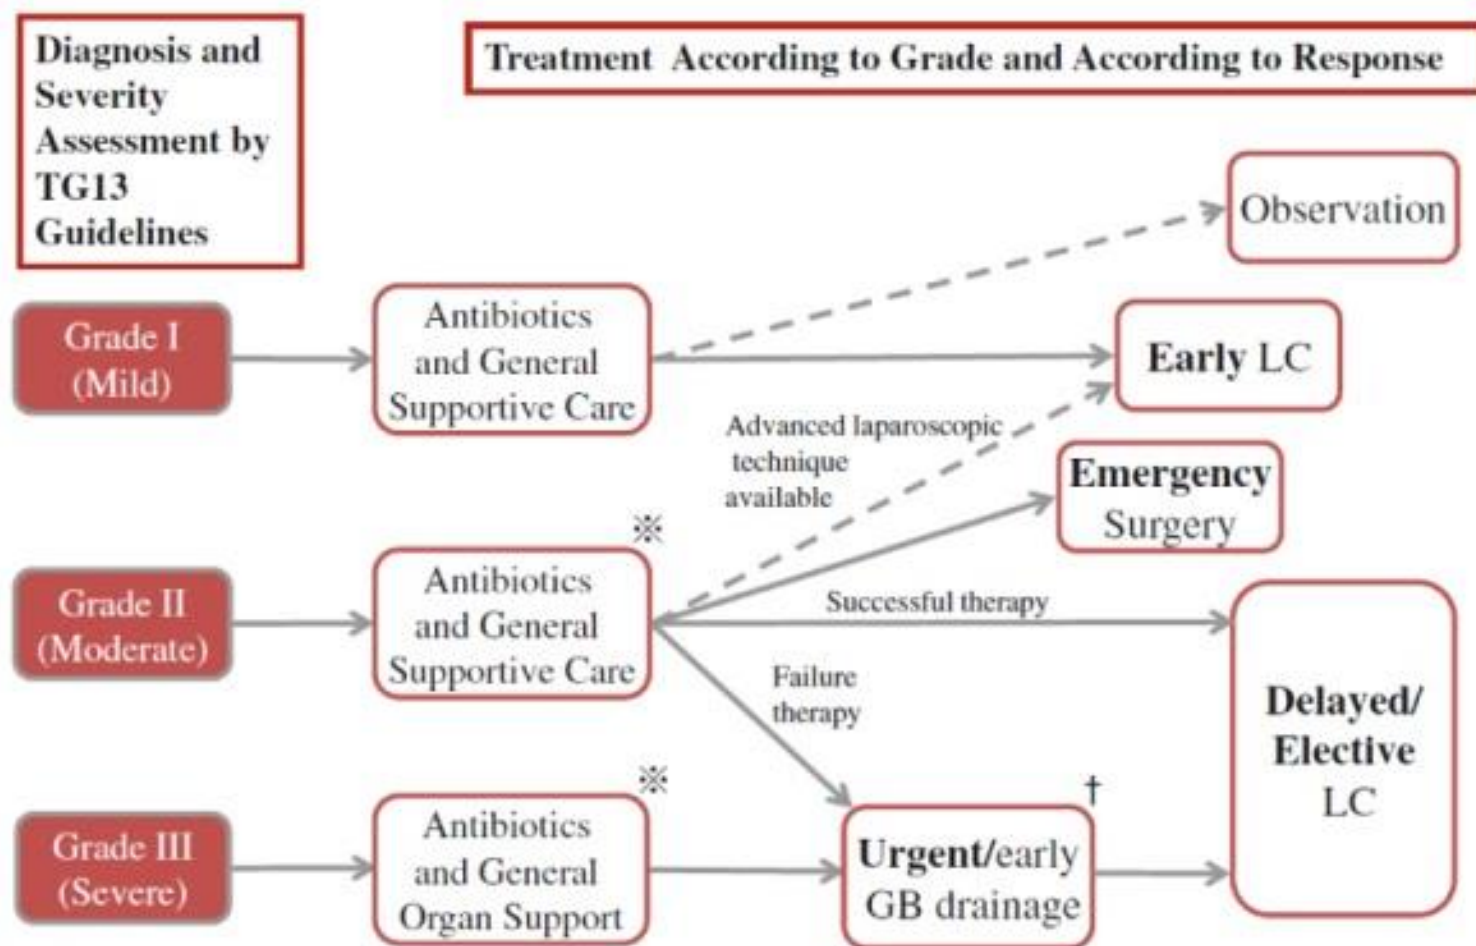 Diagnosis and
Severity
Assessment by
TG13
Guidelines
Treatment According to Grade and According to Response
Observation
Grade I
(Mild)
Antibiotics
and General
Supportive Care
Early LC
Advanced laparoscopic
technique
available
Emergency
Surgery
※
Grade II
(Moderate)
Antibiotics
and General
Supportive Care
Successful therapy
Failure
therapy
Delayed/
Elective
LC
※
Grade III
(Severe)
Antibiotics
and General
Organ Support
†
Urgent/early
GB drainage